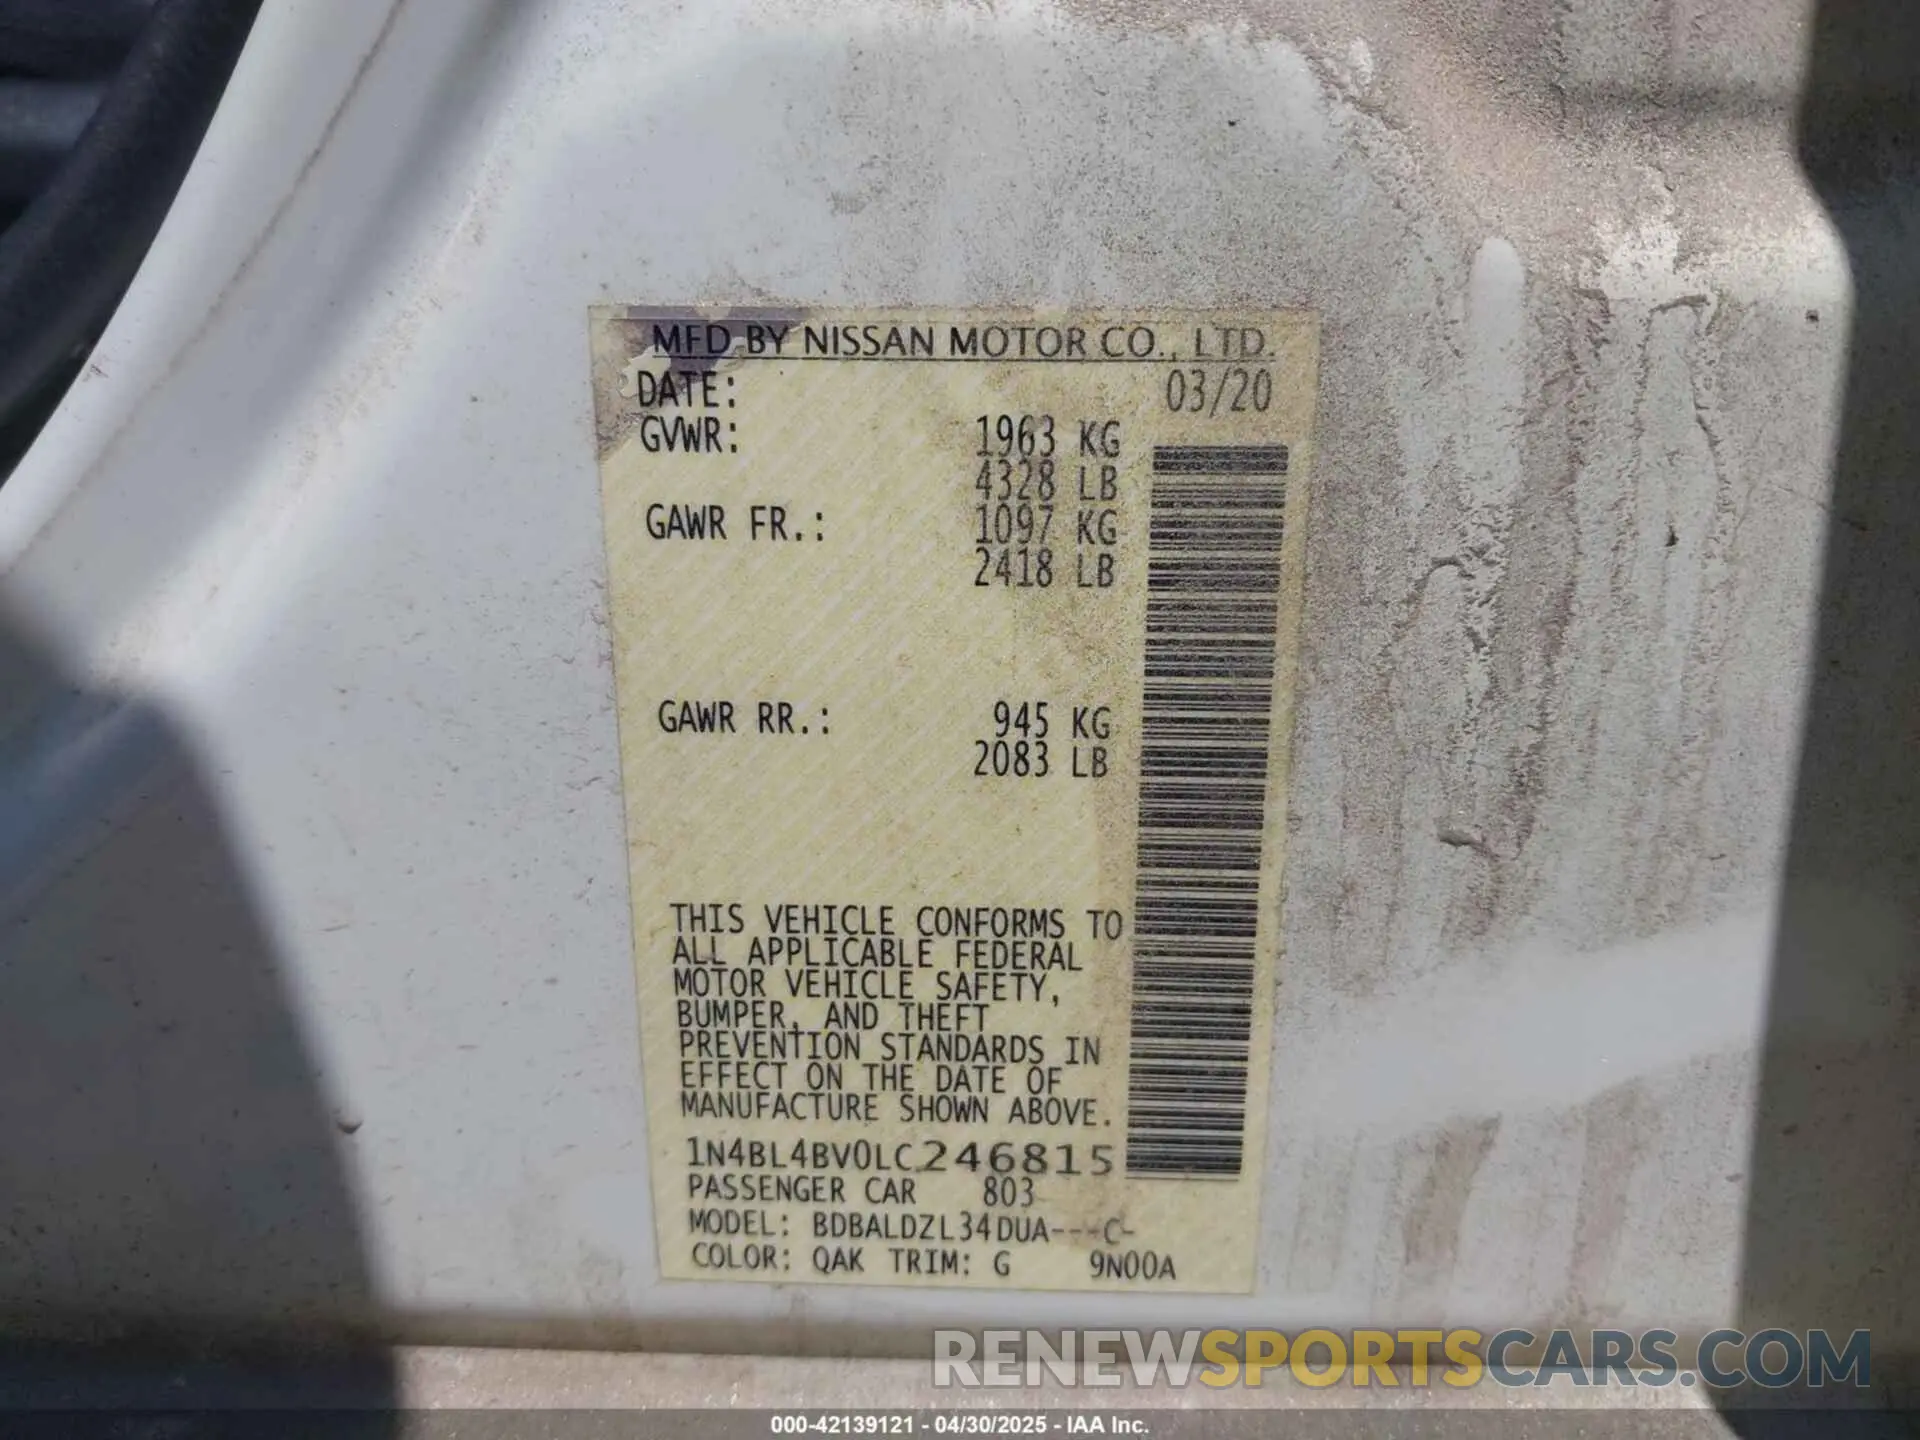 MFD BY NISSAN MOTOR CO., LTD.
DATE: 03/20
GVWR: 1963 KG
4328 LB
GAWR FR.: 1097 KG
2418 LB
GAWR RR.: 945 KG
2083 LB
THIS VEHICLE CONFORMS TO
ALL APPLICABLE FEDERAL
MOTOR VEHICLE SAFETY,
BUMPER, AND THEFT
PREVENTION STANDARDS IN
EFFECT ON THE DATE OF
MANUFACTURE SHOWN ABOVE.
1N4BL4BV0LC246815
PASSENGER CAR 803
MODEL: BDBALDZL34DUA---C-
COLOR: QAK TRIM: G 9N00A
RENEWSPORTSCARS.COM
000-42139121 - 04/30/2025 - IAA Inc.